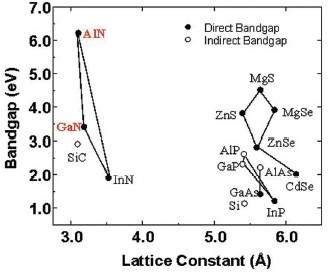 7.0
6.0
5.0
4.0
3.0
2.0
1.0
Bandgap (eV)
Direct Bandgap
Indirect Bandgap
AlN
GaN
SiC
InN
MgS
ZnS
MgSe
ZnSe
AlP
GaP
AlAs
CdSe
GaAs
Si
InP
3.0
4.0
5.0
6.0
Lattice Constant (Å)